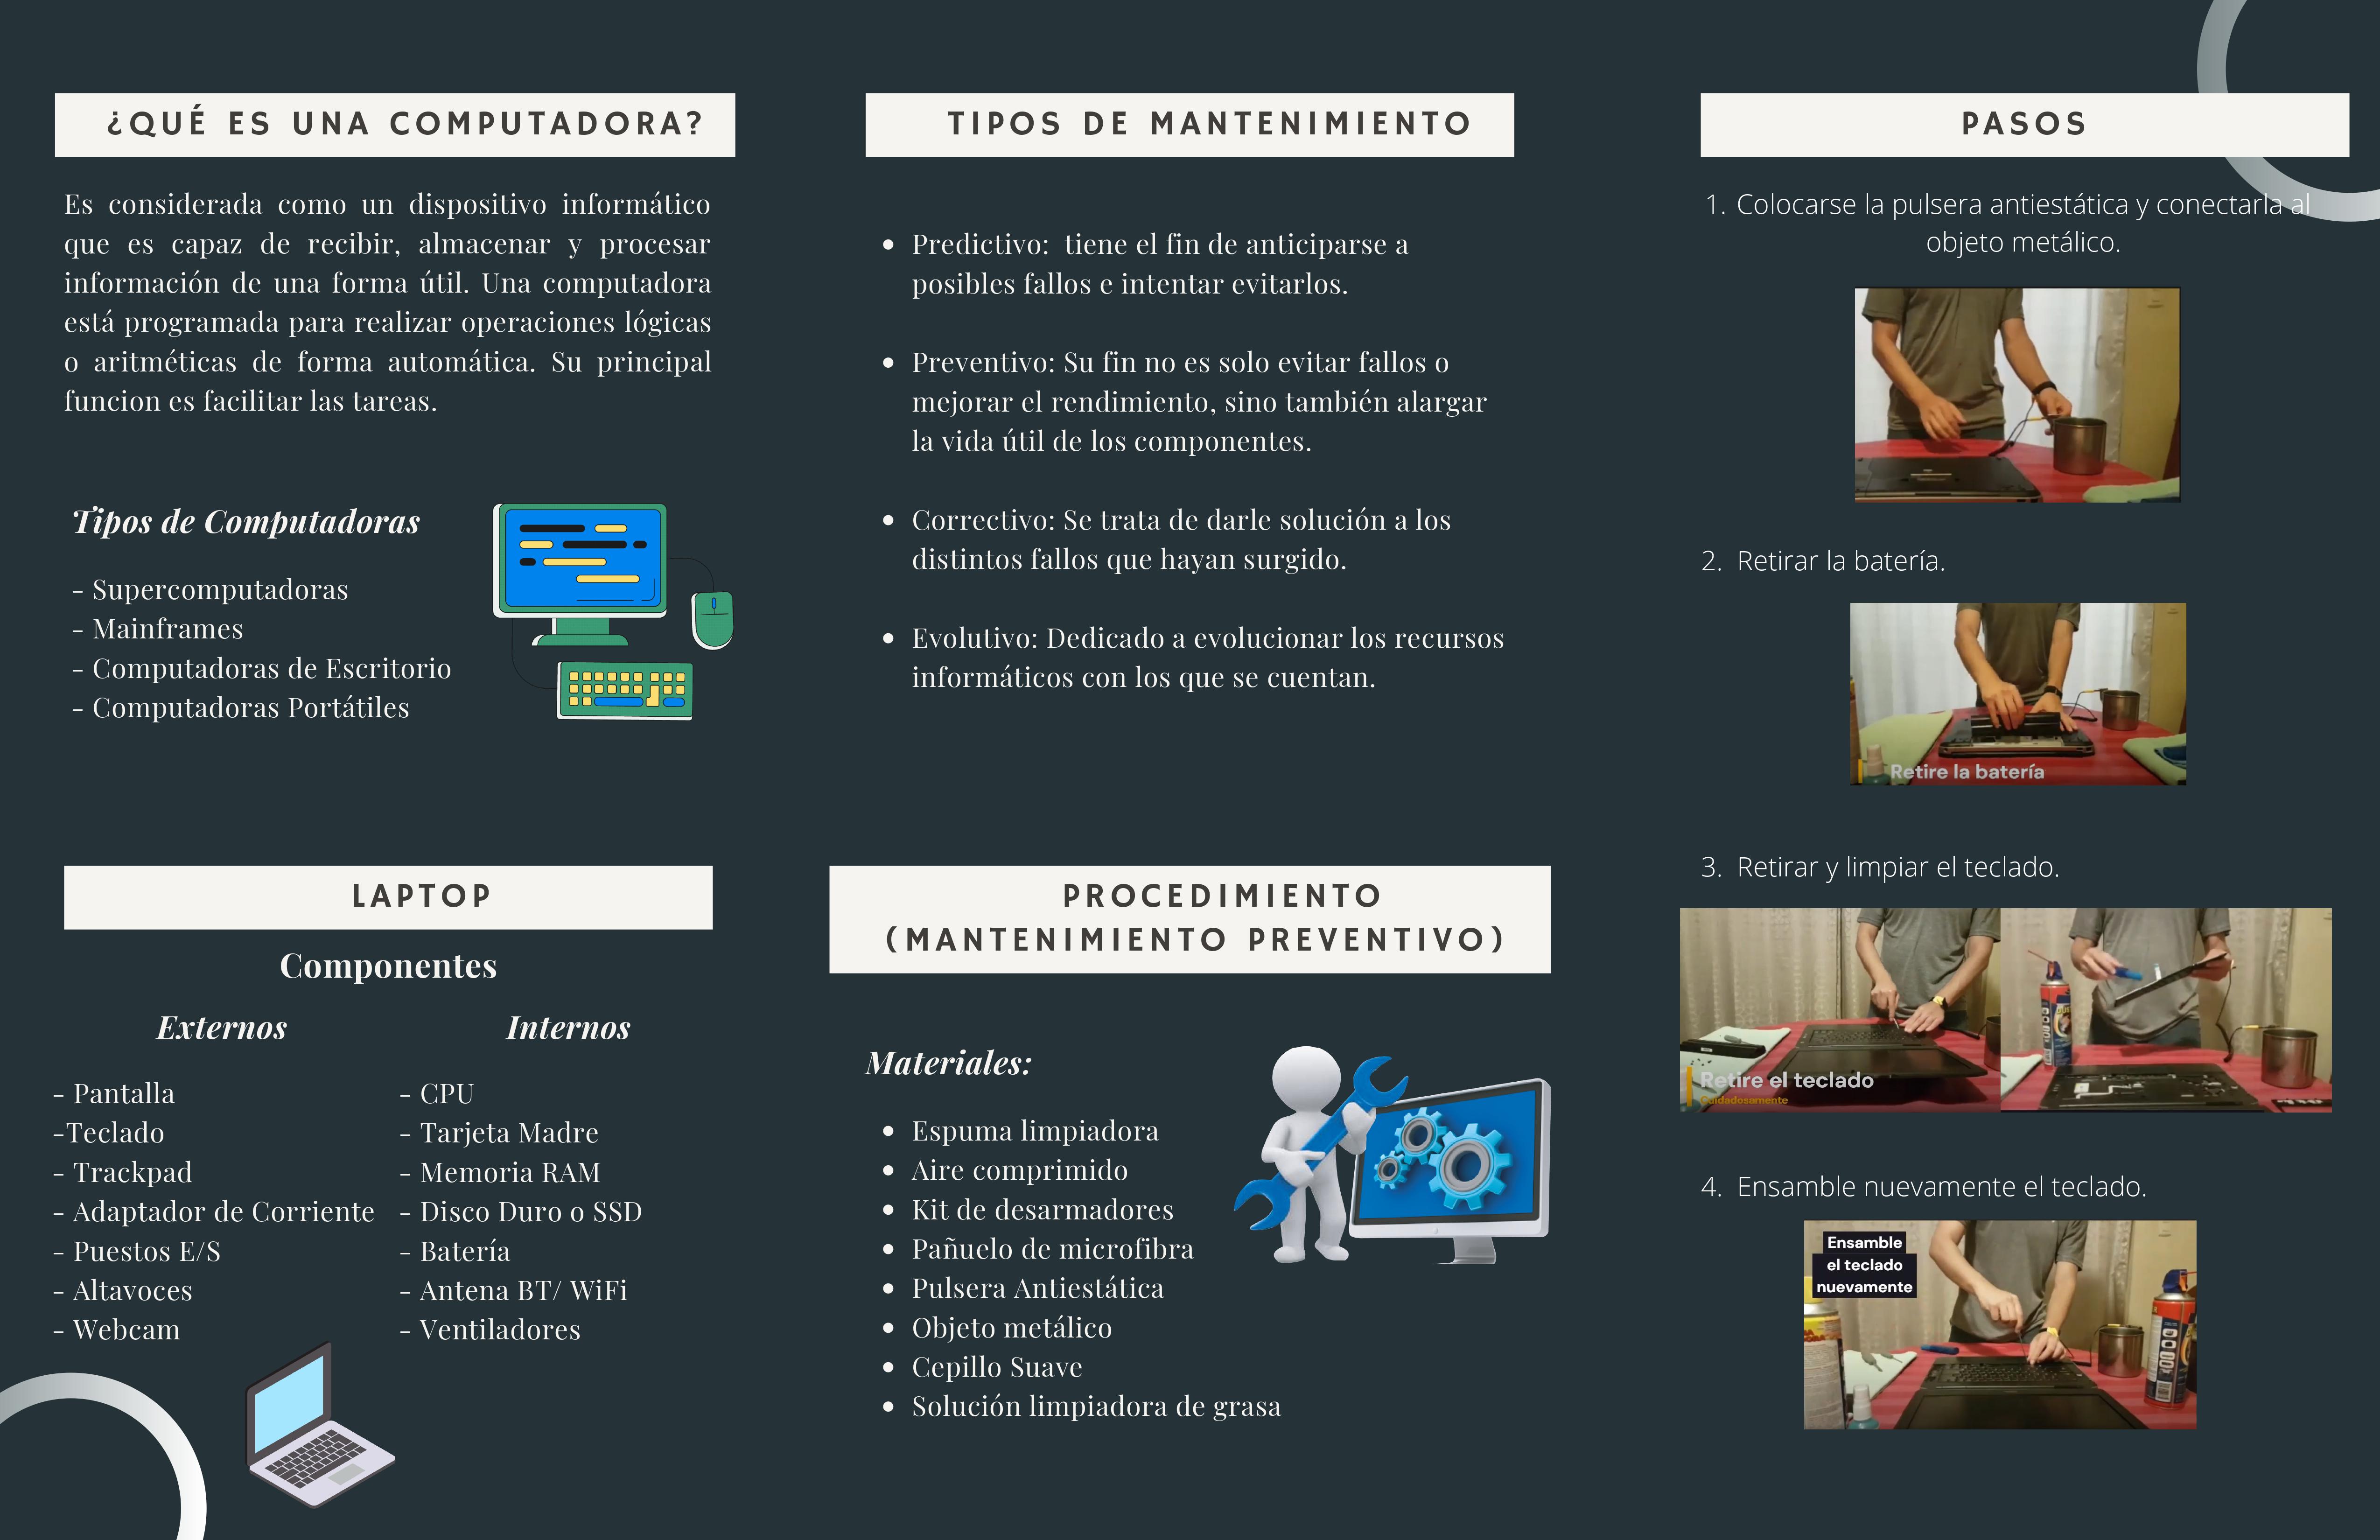 ¿QUÉ ES UNA COMPUTADORA?
Es considerada como un dispositivo informático
que es capaz de recibir, almacenar y procesar
información de una forma útil. Una computadora
está programada para realizar operaciones lógicas
o aritméticas de forma automática. Su principal
funcion es facilitar las tareas.
Tipos de Computadoras
- Supercomputadoras
- Mainframes
- Computadoras de Escritorio
- Computadoras Portátiles
LAPTOP
Componentes
Externos
- Pantalla
-Teclado
- Trackpad
- Adaptador de Corriente
- Puestos E/S
- Altavoces
- Webcam
Internos
- CPU
- Tarjeta Madre
- Memoria RAM
- Disco Duro o SSD
- Batería
- Antena BT/ WiFi
- Ventiladores
TIPOS DE MANTENIMIENTO
• Predictivo:  tiene el fin de anticiparse a
posibles fallos e intentar evitarlos.
• Preventivo: Su fin no es solo evitar fallos o
mejorar el rendimiento, sino también alargar
la vida útil de los componentes.
• Correctivo: Se trata de darle solución a los
distintos fallos que hayan surgido.
• Evolutivo: Dedicado a evolucionar los recursos
informáticos con los que se cuentan.
PROCEDIMIENTO
(MANTENIMIENTO PREVENTIVO)
Materiales:
• Espuma limpiadora
• Aire comprimido
• Kit de desarmadores
• Pañuelo de microfibra
• Pulsera Antiestática
• Objeto metálico
• Cepillo Suave
• Solución limpiadora de grasa
PASOS
1. Colocarse la pulsera antiestática y conectarla al
objeto metálico.
2. Retirar la batería.
Retire la batería
3. Retirar y limpiar el teclado.
Retire el teclado
Cuidadosamente
4. Ensamble nuevamente el teclado.
Ensamble
el teclado
nuevamente